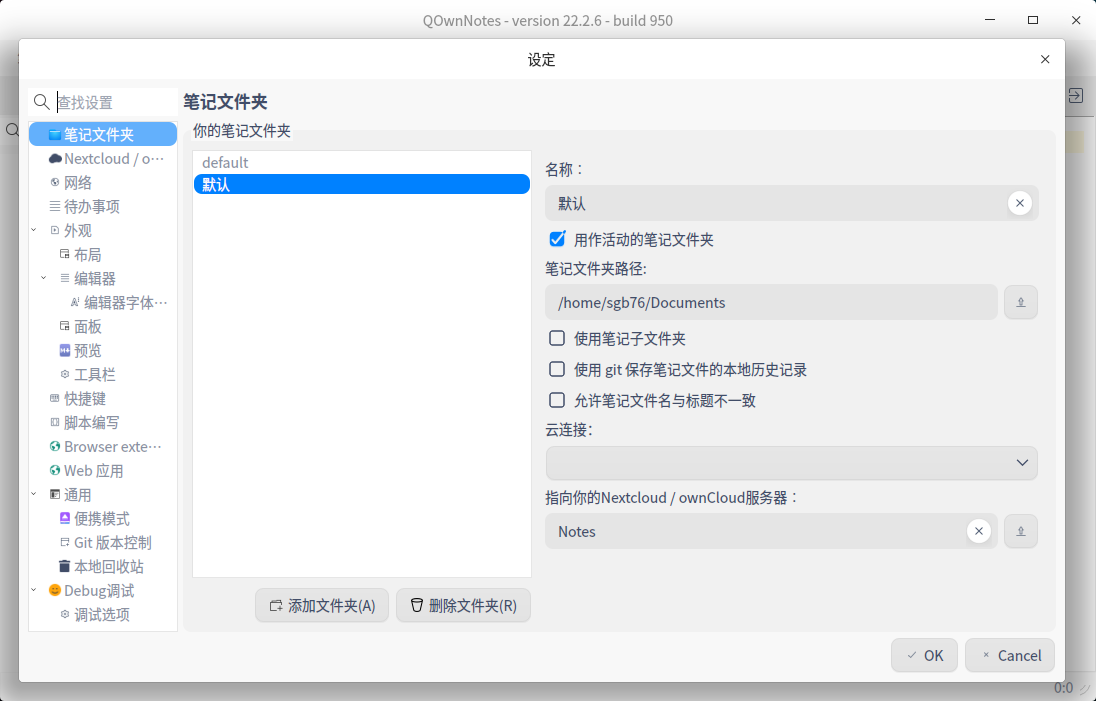 QOwnNotes - version 22.2.6 - build 950
设定
查找设置
笔记文件夹
Nextcloud / o⋯
网络
待办事项
外观
布局
编辑器
编辑器字体⋯
面板
预览
工具栏
快捷键
脚本编写
Browser exte⋯
Web 应用
通用
便携模式
Git 版本控制
本地回收站
Debug调试
调试选项
笔记文件夹
你的笔记文件夹
default
默认
添加文件夹(A)
删除文件夹(R)
名称：
默认
用作活动的笔记文件夹
笔记文件夹路径:
/home/sgb76/Documents
使用笔记子文件夹
使用 git 保存笔记文件的本地历史记录
允许笔记文件名与标题不一致
云连接：
指向你的Nextcloud / ownCloud服务器：
Notes
OK
Cancel
0:0